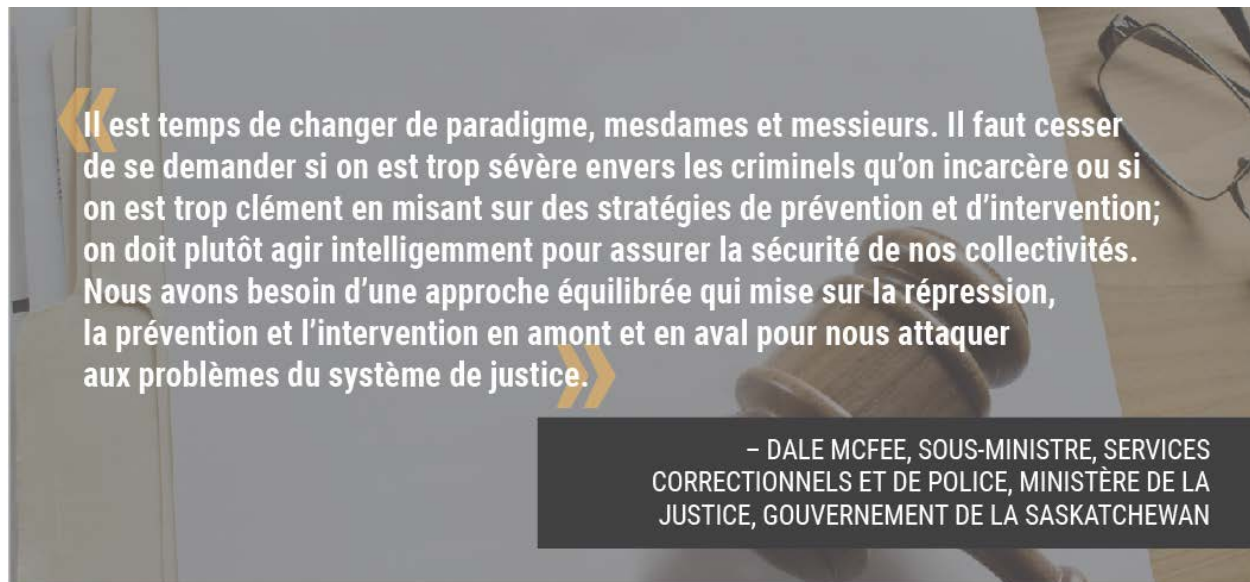 « Il est temps de changer de paradigme, mesdames et messieurs. Il faut cesser
de se demander si on est trop sévère envers les criminels qu’on incarcère ou si
on est trop clément en misant sur des stratégies de prévention et d’intervention;
on doit plutôt agir intelligemment pour assurer la sécurité de nos collectivités.
Nous avons besoin d’une approche équilibrée qui mise sur la répression,
la prévention et l’intervention en amont et en aval pour nous attaquer
aux problèmes du système de justice. »
– DALE MCFEE, SOUS-MINISTRE, SERVICES
CORRECTIONNELS ET DE POLICE, MINISTÈRE DE LA
JUSTICE, GOUVERNEMENT DE LA SASKATCHEWAN